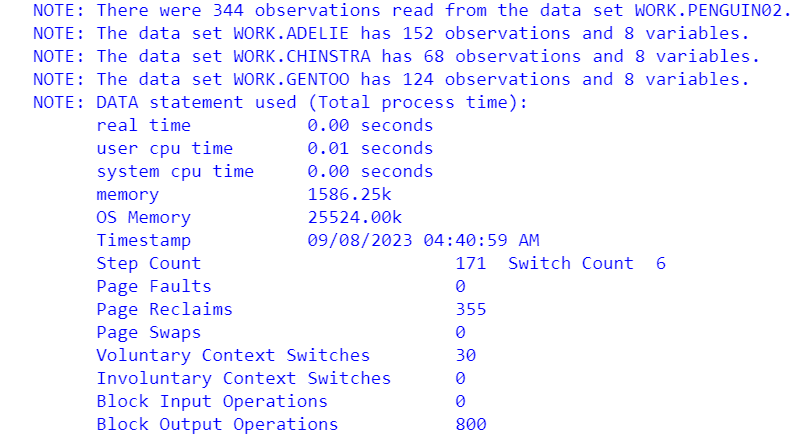 NOTE: There were 344 observations read from the data set WORK.PENGUIN02.
NOTE: The data set WORK.ADELIE has 152 observations and 8 variables.
NOTE: The data set WORK.CHINSTRA has 68 observations and 8 variables.
NOTE: The data set WORK.GENTOO has 124 observations and 8 variables.
NOTE: DATA statement used (Total process time):
real time 0.00 seconds
user cpu time 0.01 seconds
system cpu time 0.00 seconds
memory 1586.25k
OS Memory 25524.00k
Timestamp 09/08/2023 04:40:59 AM
Step Count 171 Switch Count 6
Page Faults 0
Page Reclaims 355
Page Swaps 0
Voluntary Context Switches 30
Involuntary Context Switches 0
Block Input Operations 0
Block Output Operations 800